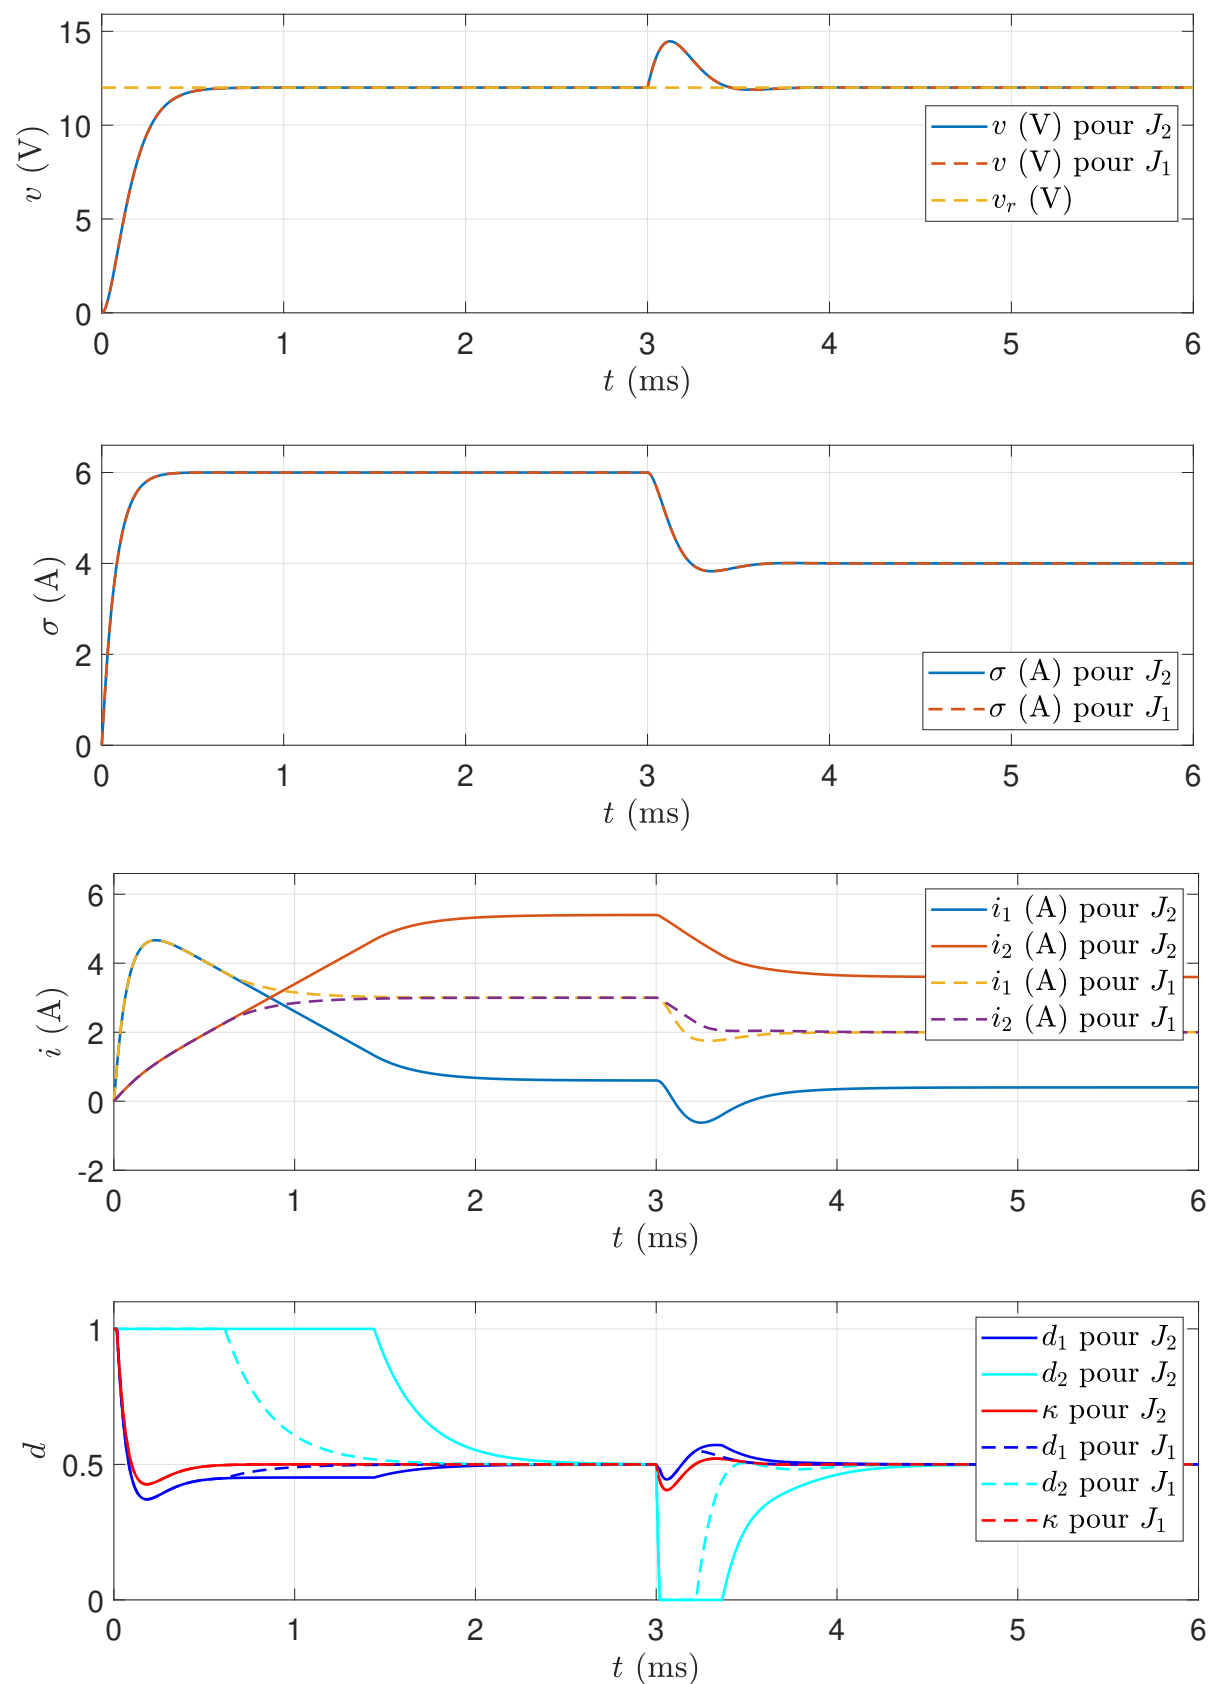 15
10
5
0
v (V)
v (V) pour J₂
v (V) pour J₁
vᵣ (V)
0 1 2 3 4 5 6
t (ms)
6
4
2
0
σ (A)
σ (A) pour J₂
σ (A) pour J₁
0 1 2 3 4 5 6
t (ms)
6
4
2
0
-2
i (A)
i₁ (A) pour J₂
i₂ (A) pour J₂
i₁ (A) pour J₁
i₂ (A) pour J₁
0 1 2 3 4 5 6
t (ms)
1
0.5
0
d
d₁ pour J₂
d₂ pour J₂
κ pour J₂
d₁ pour J₁
d₂ pour J₁
κ pour J₁
0 1 2 3 4 5 6
t (ms)